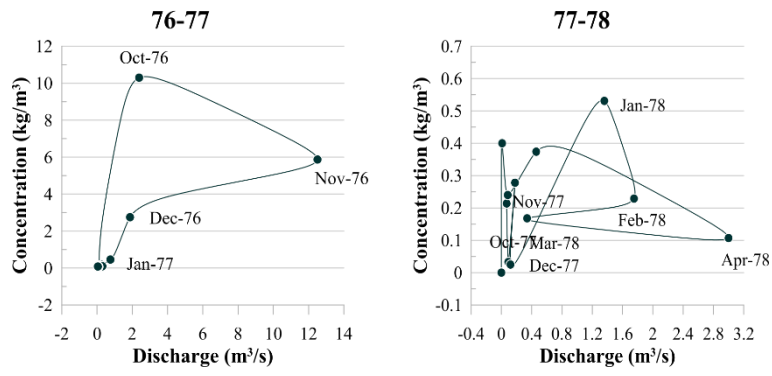 76-77
12
10
8
6
4
2
0
-2
-2 0 2 4 6 8 10 12 14
Concentration (kg/m³)
Discharge (m³/s)
Oct-76
Nov-76
Dec-76
Jan-77
77-78
0.7
0.6
0.5
0.4
0.3
0.2
0.1
0
-0.1
-0.4 0 0.4 0.8 1.2 1.6 2 2.4 2.8 3.2
Concentration (kg/m³)
Discharge (m³/s)
Jan-78
Nov-77
Feb-78
Oct-77
Mar-78
Apr-78
Dec-77